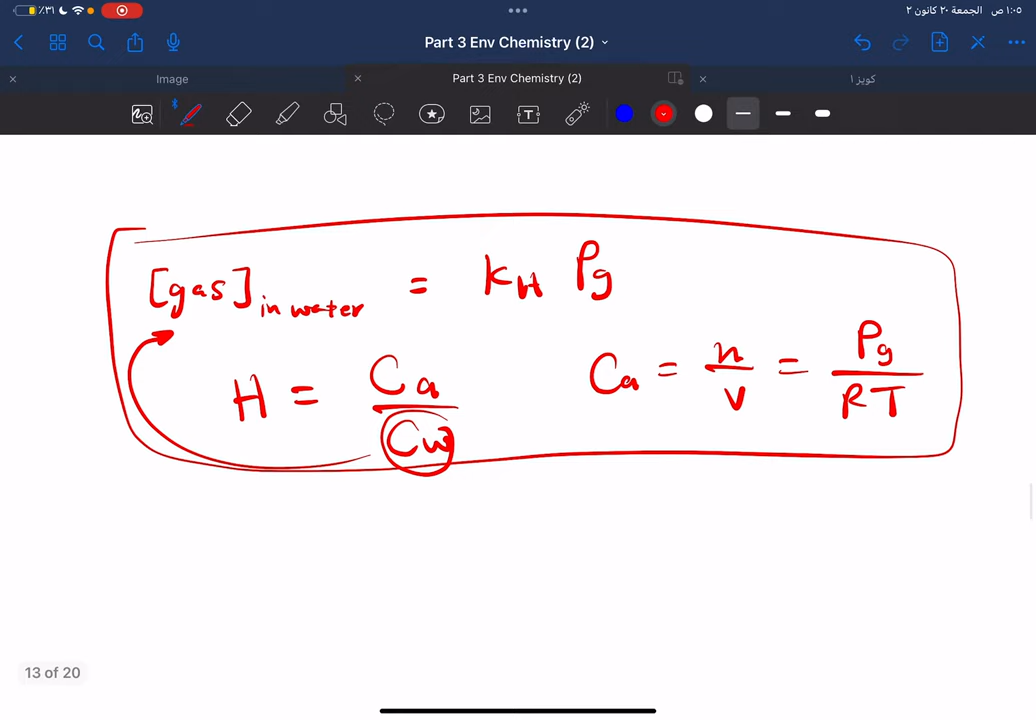 ١:٠٥ ص الجمعة ٢٠ كانون ٢
٪٣١
Part 3 Env Chemistry (2)
Image
Part 3 Env Chemistry (2)
كويز ١
[gas] in water = KH Pg
H = Ca / Cw
Ca = n / V = Pg / RT
13 of 20